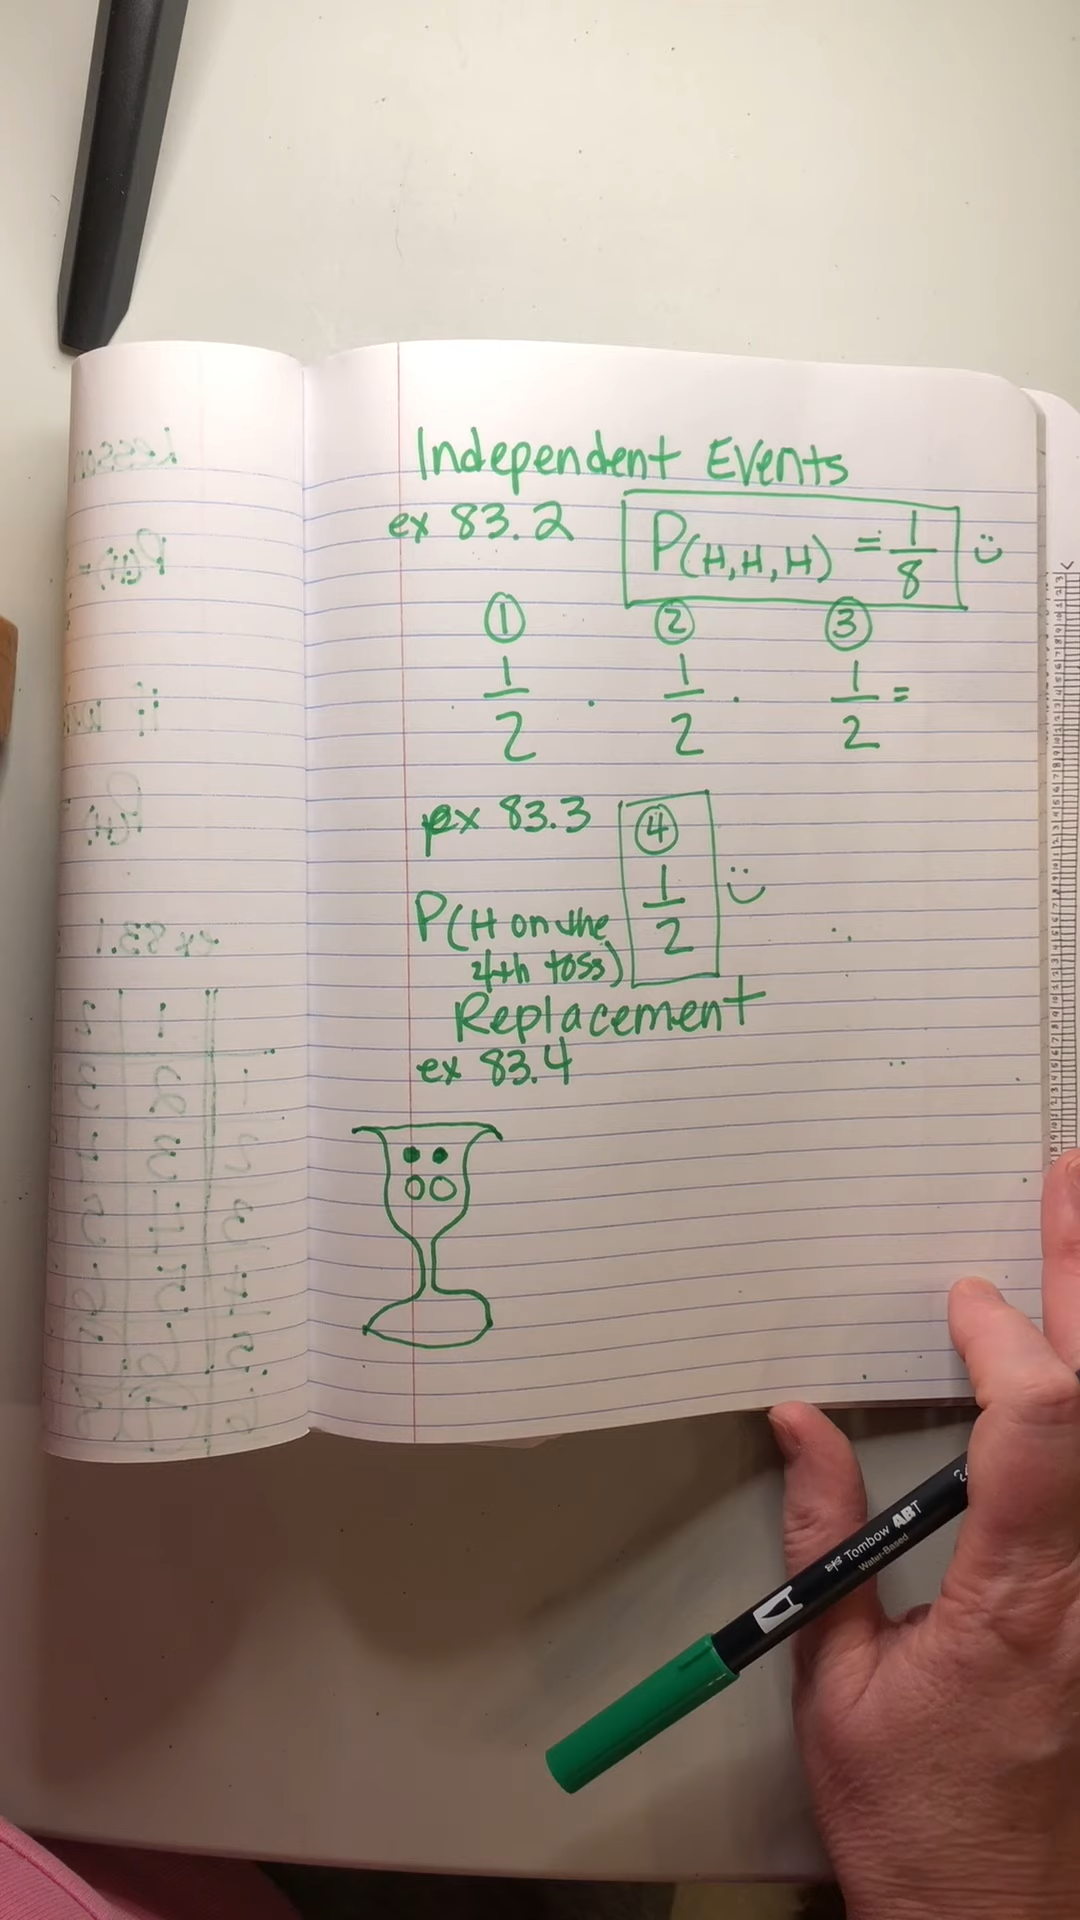 Independent Events
ex 83.2
P(H,H,H) = 1/8
① ② ③
1/2 · 1/2 · 1/2 =
ex 83.3
④
1/2
P(H on the
4th toss)
Replacement
ex 83.4
Tombow ABT
Water-Based